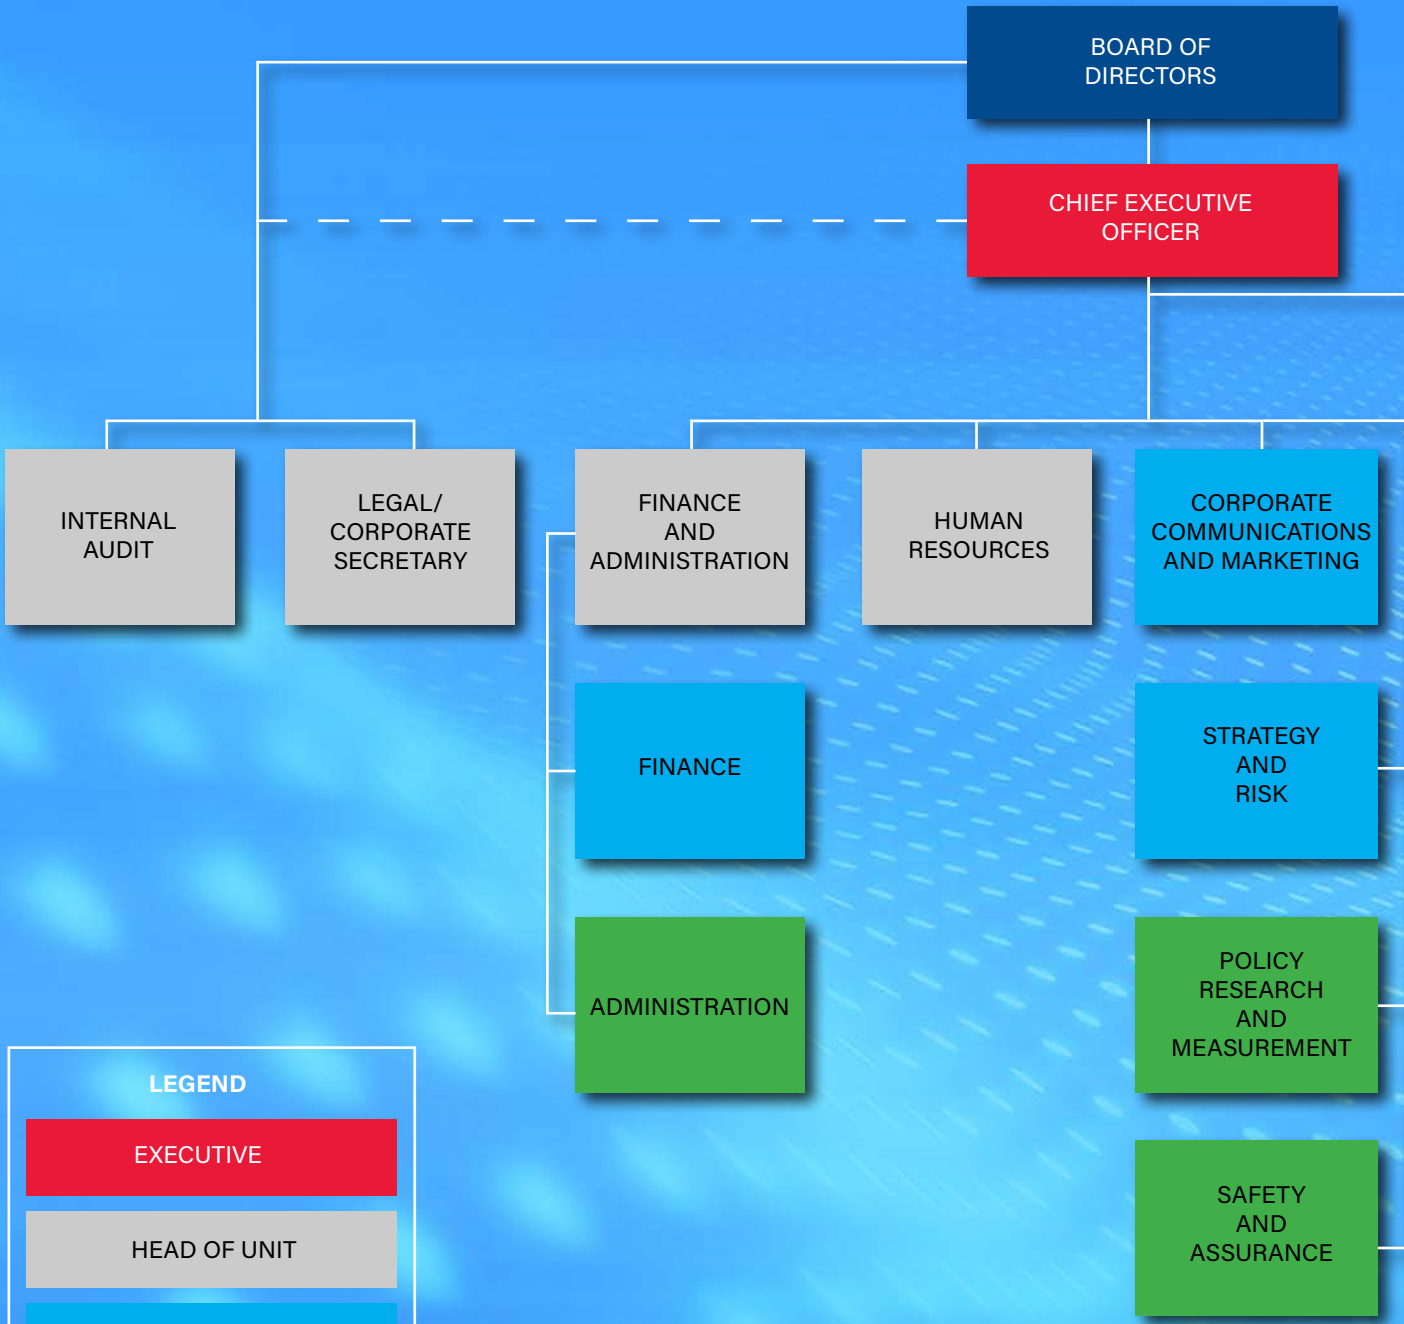 BOARD OF
DIRECTORS
CHIEF EXECUTIVE
OFFICER
INTERNAL
AUDIT
LEGAL/
CORPORATE
SECRETARY
FINANCE
AND
ADMINISTRATION
HUMAN
RESOURCES
CORPORATE
COMMUNICATIONS
AND MARKETING
FINANCE
STRATEGY
AND
RISK
ADMINISTRATION
POLICY
RESEARCH
AND
MEASUREMENT
SAFETY
AND
ASSURANCE
LEGEND
EXECUTIVE
HEAD OF UNIT